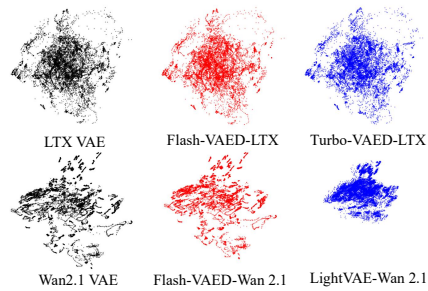 LTX VAE Flash-VAED-LTX Turbo-VAED-LTX
Wan2.1 VAE Flash-VAED-Wan 2.1 LightVAE-Wan 2.1